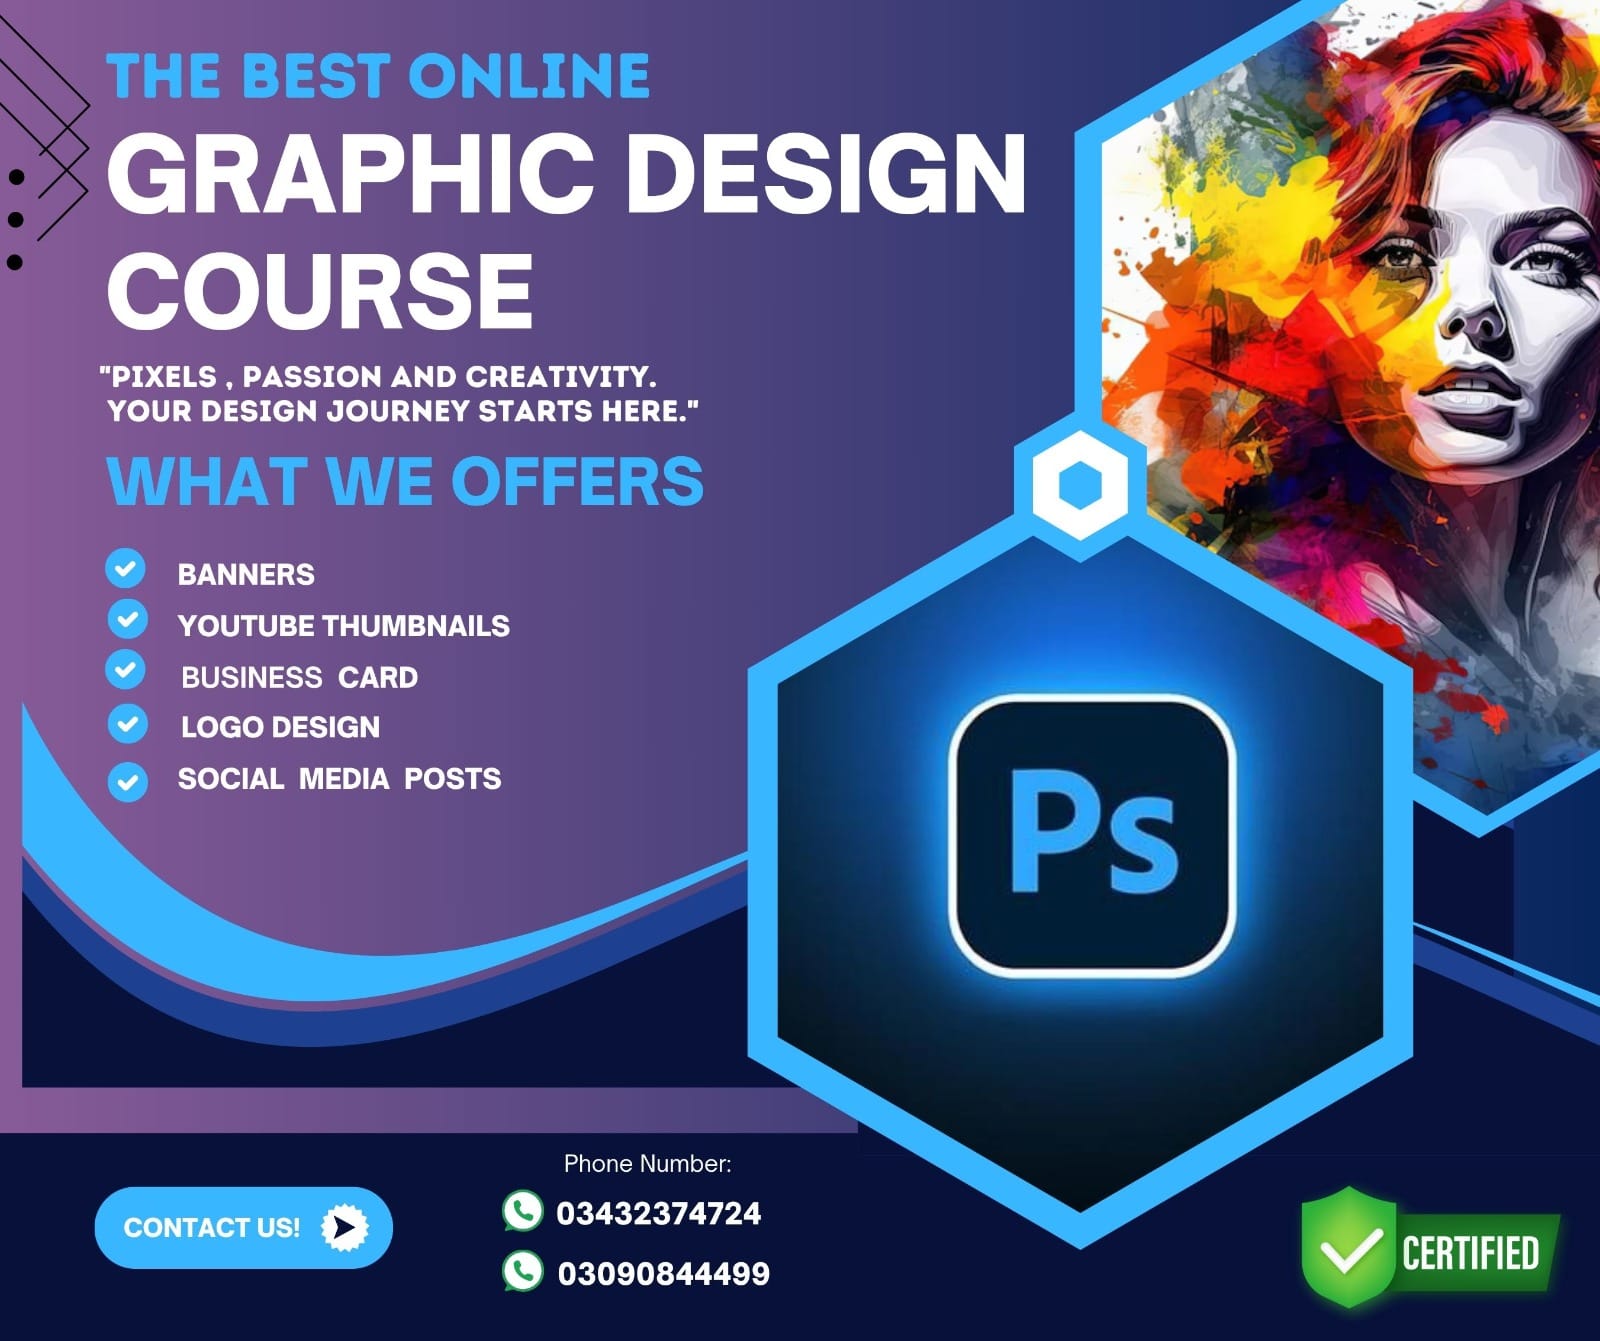 THE BEST ONLINE
GRAPHIC DESIGN
COURSE
"PIXELS , PASSION AND CREATIVITY.
YOUR DESIGN JOURNEY STARTS HERE."
WHAT WE OFFERS
BANNERS
YOUTUBE THUMBNAILS
BUSINESS CARD
LOGO DESIGN
SOCIAL MEDIA POSTS
Ps
Phone Number:
CONTACT US!
03432374724
03090844499
CERTIFIED